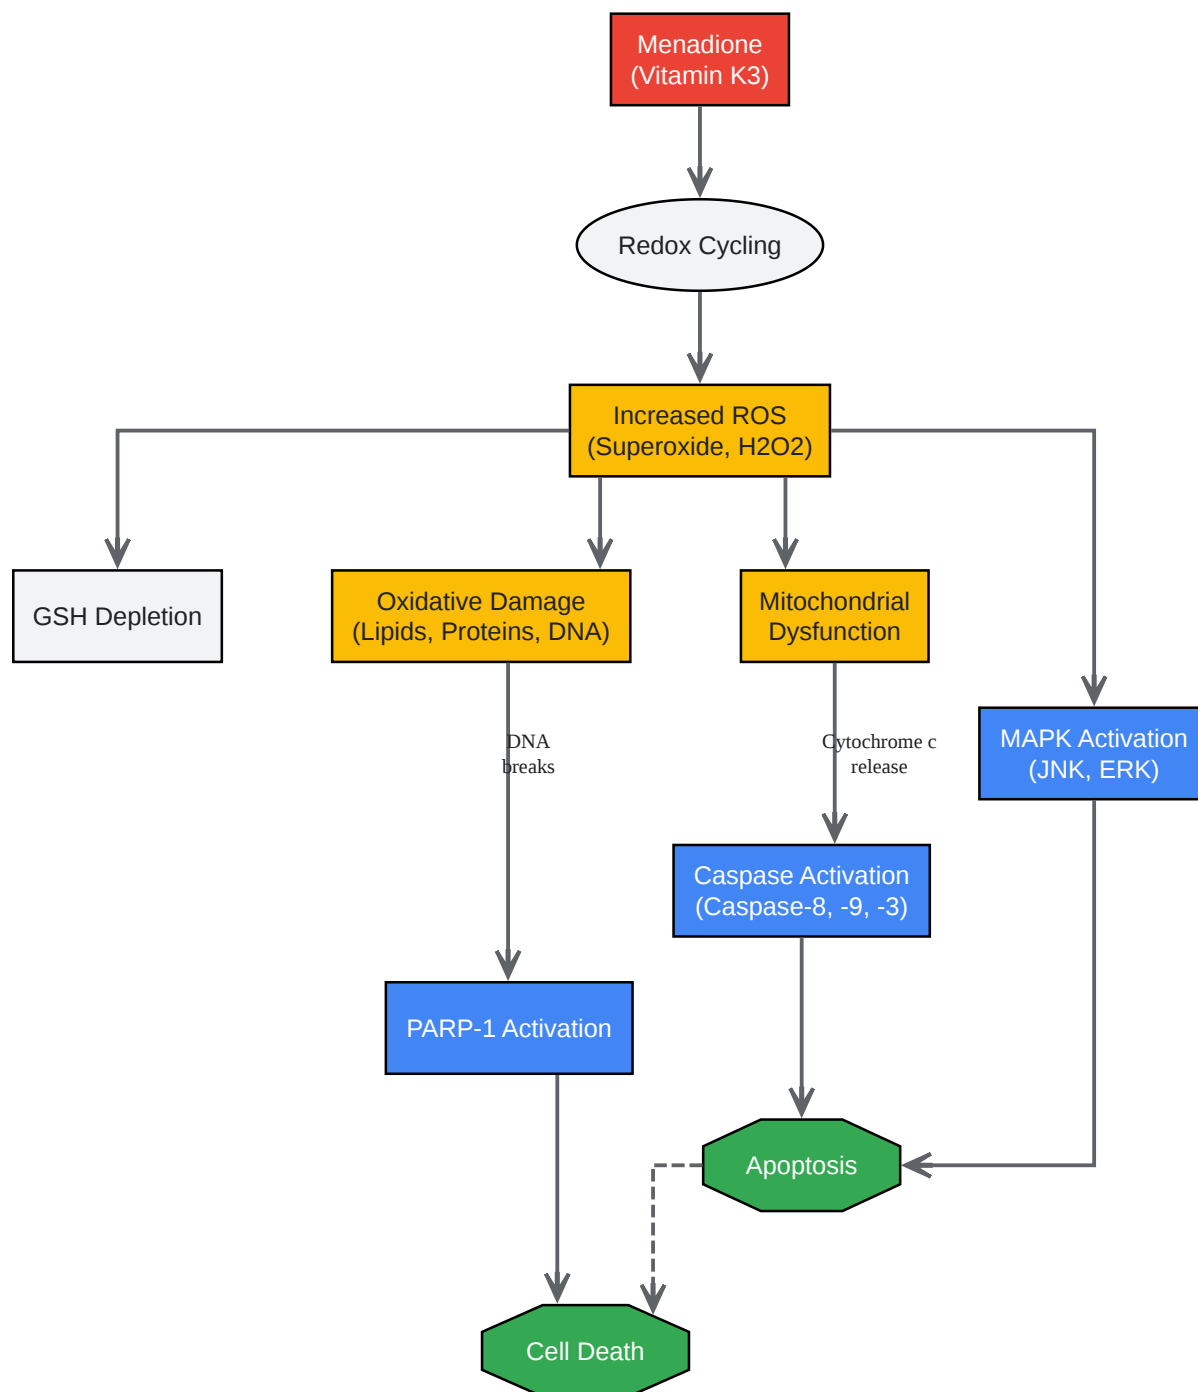 Menadione
(Vitamin K3)
Redox Cycling
Increased ROS
(Superoxide, H2O2)
GSH Depletion
Oxidative Damage
(Lipids, Proteins, DNA)
Mitochondrial
Dysfunction
DNA
breaks
Cytochrome c
release
MAPK Activation
(JNK, ERK)
Caspase Activation
(Caspase-8, -9, -3)
PARP-1 Activation
Apoptosis
Cell Death